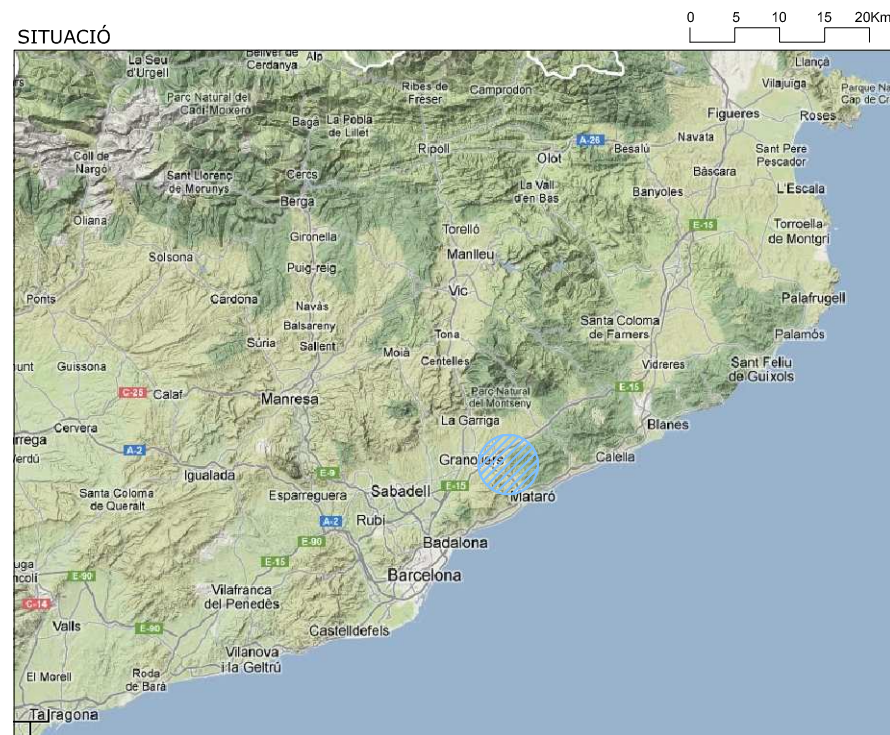 0 5 10 15 20Km
SITUACIÓ
La Seu
d'Urgell
Bellver de
Cerdanya
Alp
Llançà
Parc Natural del
Cadí-Moixeró
Ribes de
Freser
Camprodon
Vilajuïga
Parque Na
Cap de Cr
Bagà
La Pobla
de Lillet
Figueres
Roses
Coll de
Nargó
Ripoll
Olot
A-26
Besalú
Navata
Sant Pere
Pescador
Sant Llorenç
de Morunys
Cercs
La Vall
d'en Bas
Bàscara
Banyoles
L'Escala
Berga
Oliana
Gironella
Torelló
E-15
Torroella
de Montgrí
Solsona
Puig-reig
Manlleu
Ponts
Cardona
Navàs
Vic
Palafrugell
Balsareny
Santa Coloma
de Farners
Palamós
Súria
Sallent
Moià
Tona
Centelles
unt
Guissona
Vidreres
Sant Feliu
de Guíxols
C-25
Calaf
Manresa
Parc Natural
del Montseny
E-15
La Garriga
Blanes
rrega
Cervera
A-2
Verdú
Granollers
Calella
Igualada
E-9
Santa Coloma
de Queralt
Esparreguera
Sabadell
E-15
Mataró
A-2
Rubí
E-90
Badalona
E-15
uga
ncolí
E-90
Barcelona
C-14
Vilafranca
del Penedès
Valls
E-90
Castelldefels
Vilanova
i la Geltrú
El Morell
Roda
de Barà
Tarragona